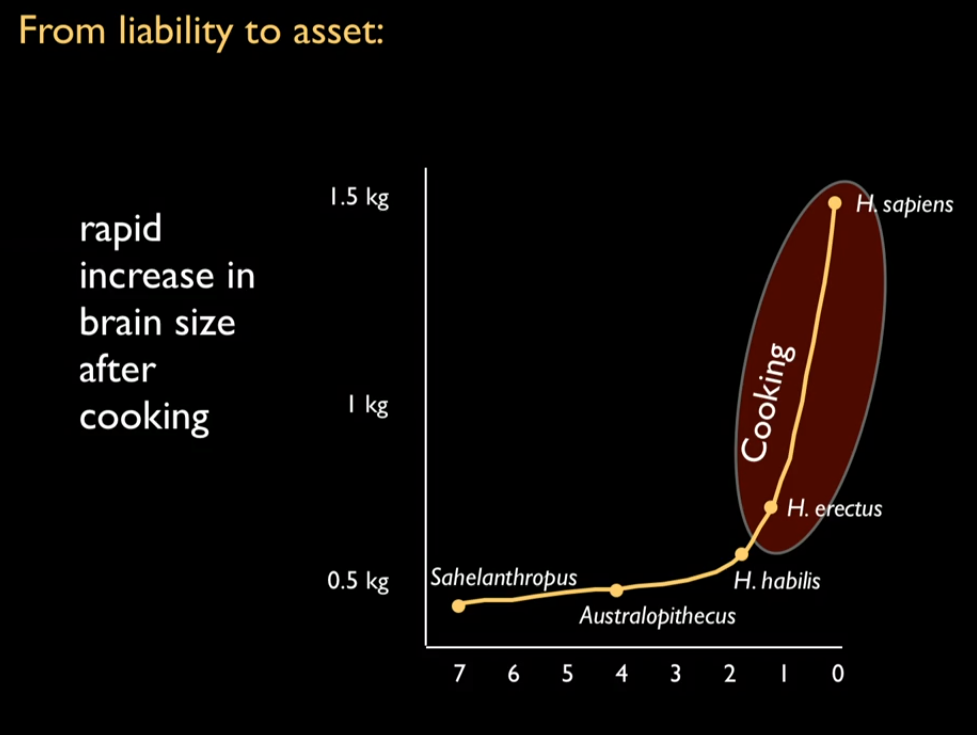 From liability to asset:
rapid
increase in
brain size
after
cooking
1.5 kg
1 kg
0.5 kg
H. sapiens
Cooking
H. erectus
H. habilis
Sahelanthropus
Australopithecus
7 6 5 4 3 2 1 0